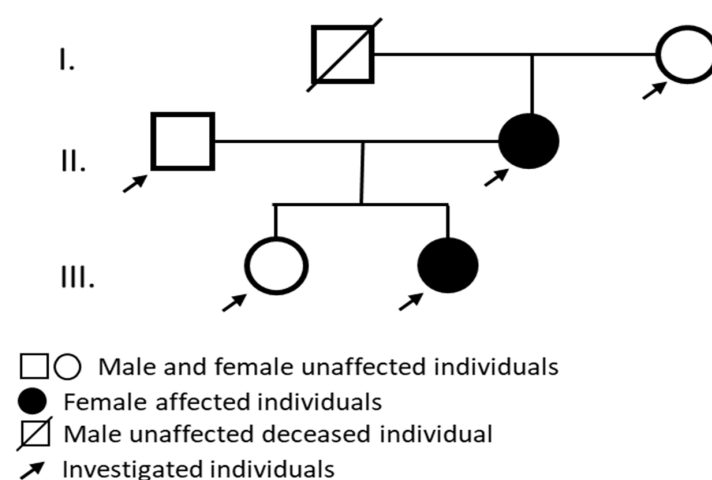 I.
II.
III.
Male and female unaffected individuals
Female affected individuals
Male unaffected deceased individual
Investigated individuals